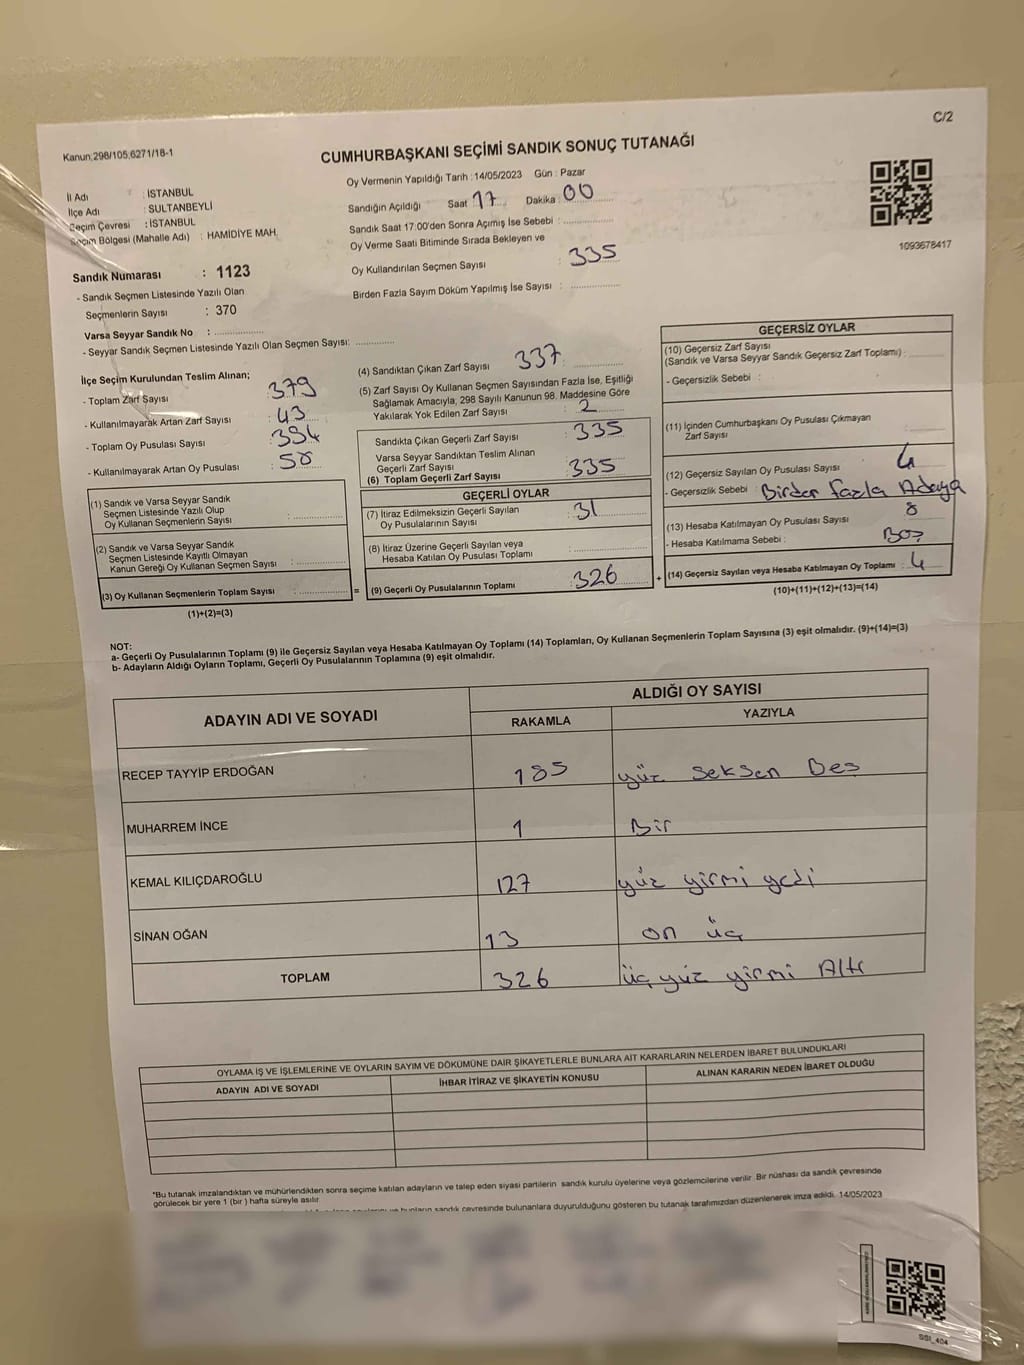 C/2
Kanun:298/105,6271/18-1
CUMHURBAŞKANI SEÇİMİ SANDIK SONUÇ TUTANAĞI
İl Adı : İSTANBUL
İlçe Adı : SULTANBEYLİ
Seçim Çevresi : İSTANBUL
Seçim Bölgesi (Mahalle Adı) : HAMİDİYE MAH.
Oy Vermenin Yapıldığı Tarih :14/05/2023 Gün : Pazar
Sandığın Açıldığı Saat 17 Dakika 00
Sandık Saat 17:00'den Sonra Açımış İse Sebebi :
Oy Verme Saati Bitiminde Sırada Bekleyen ve
Oy Kullandırılan Seçmen Sayısı : 335
Birden Fazla Sayım Döküm Yapılmış İse Sayısı :
1093678417
Sandık Numarası : 1123
- Sandık Seçmen Listesinde Yazılı Olan
Seçmenlerin Sayısı : 370
Varsa Seyyar Sandık No :
- Seyyar Sandık Seçmen Listesinde Yazılı Olan Seçmen Sayısı:
İlçe Seçim Kurulundan Teslim Alınan;
- Toplam Zarf Sayısı : 379
- Kullanılmayarak Artan Zarf Sayısı : 43
- Toplam Oy Pusulası Sayısı : 394
- Kullanılmayarak Artan Oy Pusulası : 58
(1) Sandık ve Varsa Seyyar Sandık
Seçmen Listesinde Yazılı Olup
Oy Kullanan Seçmenlerin Sayısı :
(2) Sandık ve Varsa Seyyar Sandık
Seçmen Listesinde Kayıtlı Olmayan
Kanun Gereği Oy Kullanan Seçmen Sayısı :
(3) Oy Kullanan Seçmenlerin Toplam Sayısı :
(1)+(2)=(3)
(4) Sandıktan Çıkan Zarf Sayısı : 337
(5) Zarf Sayısı Oy Kullanan Seçmen Sayısından Fazla İse, Eşitliği
Sağlamak Amacıyla, 298 Sayılı Kanunun 98. Maddesine Göre
Yakılarak Yok Edilen Zarf Sayısı : 2
Sandıkta Çıkan Geçerli Zarf Sayısı : 335
Varsa Seyyar Sandıktan Teslim Alınan
Geçerli Zarf Sayısı :
(6) Toplam Geçerli Zarf Sayısı : 335
GEÇERLİ OYLAR
(7) İtiraz Edilmeksizin Geçerli Sayılan
Oy Pusulalarının Sayısı : 31
(8) İtiraz Üzerine Geçerli Sayılan ve
Hesaba Katılan Oy Pusulası Toplamı :
= (9) Geçerli Oy Pusulalarının Toplamı : 326 +
GEÇERSİZ OYLAR
(10) Geçersiz Zarf Sayısı
(Sandık ve Varsa Seyyar Sandık Geçersiz Zarf Toplamı) :
- Geçersizlik Sebebi :
(11) İçinden Cumhurbaşkanı Oy Pusulası Çıkmayan
Zarf Sayısı :
(12) Geçersiz Sayılan Oy Pusulası Sayısı : 4
- Geçersizlik Sebebi : Birden fazla Adaya
(13) Hesaba Katılmayan Oy Pusulası Sayısı :
- Hesaba Katılmama Sebebi : Boş
(14) Geçersiz Sayılan veya Hesaba Katılmayan Oy Toplamı : 4
(10)+(11)+(12)+(13)=(14)
NOT:
a- Geçerli Oy Pusulalarının Toplamı (9) ile Geçersiz Sayılan veya Hesaba Katılmayan Oy Toplamı (14) Toplamları, Oy Kullanan Seçmenlerin Toplam Sayısına (3) eşit olmalıdır. (9)+(14)=(3)
b- Adayların Aldığı Oyların Toplamı, Geçerli Oy Pusulalarının Toplamına (9) eşit olmalıdır.
ADAYIN ADI VE SOYADI
ALDIĞI OY SAYISI
RAKAMLA YAZIYLA
RECEP TAYYİP ERDOĞAN 185 yüz seksen Beş
MUHARREM İNCE 1 Bir
KEMAL KILIÇDAROĞLU 127 yüz yirmi yedi
SİNAN OĞAN 13 on üç
TOPLAM 326 üç yüz yirmi Altı
OYLAMA İŞ VE İŞLEMLERİNE VE OYLARIN SAYIM VE DÖKÜMÜNE DAİR ŞİKAYETLERLE BUNLARA AİT KARARLARIN NELERDEN İBARET BULUNDUKLARI
ADAYIN ADI VE SOYADI İHBAR İTİRAZ VE ŞİKAYETİN KONUSU ALINAN KARARIN NEDEN İBARET OLDUĞU
*Bu tutanak imzalandıktan ve mühürlendikten sonra seçime katılan adayların ve talep eden siyasi partilerin sandık kurulu üyelerine veya gözlemcilerine verilir. Bir nüshası da sandık çevresinde
görülecek bir yere 1 (bir) hafta süreyle asılır.
sandık çevresinde bulunanlara duyurulduğunu gösteren bu tutanak tarafımızdan düzenlenerek imza edildi. 14/05/2023
SSI_404